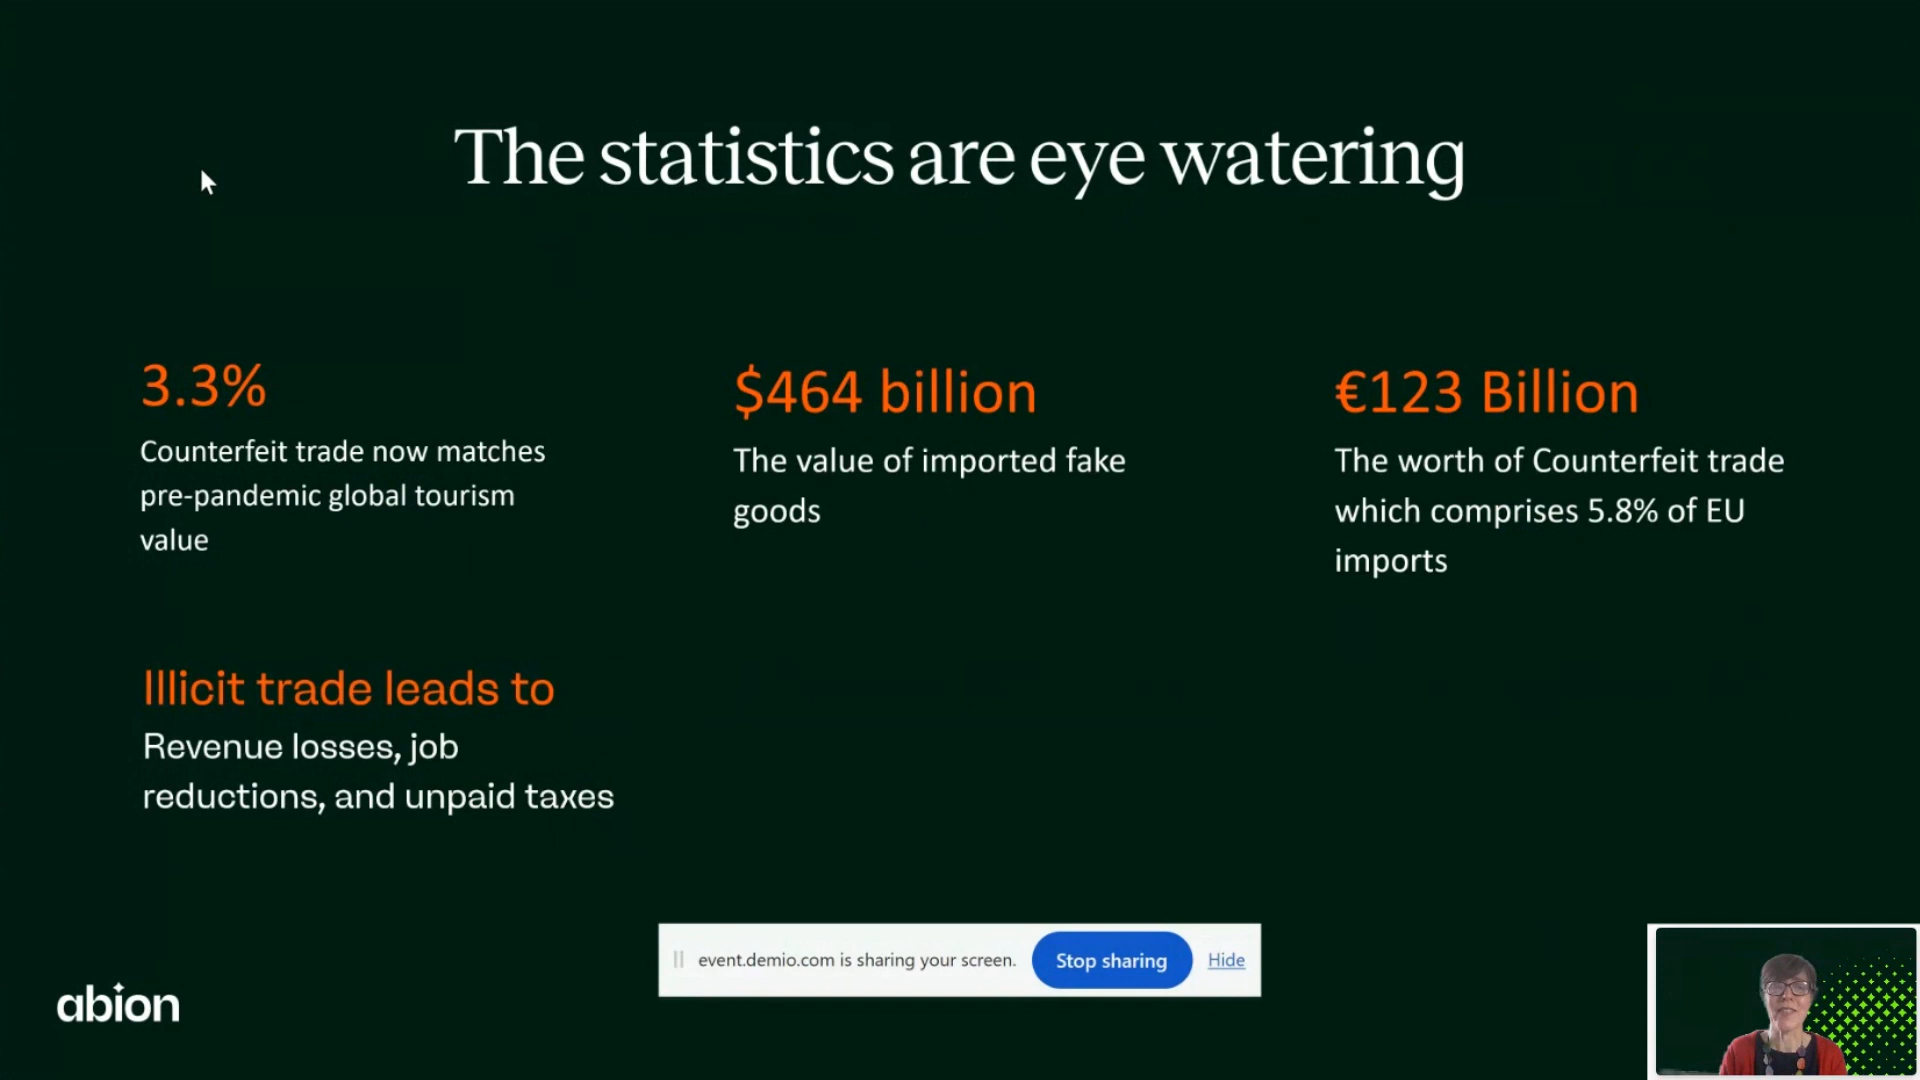 The statistics are eye watering
3.3%
Counterfeit trade now matches
pre-pandemic global tourism
value
$464 billion
The value of imported fake
goods
€123 Billion
The worth of Counterfeit trade
which comprises 5.8% of EU
imports
Illicit trade leads to
Revenue losses, job
reductions, and unpaid taxes
event.demio.com is sharing your screen. Stop sharing Hide
abion